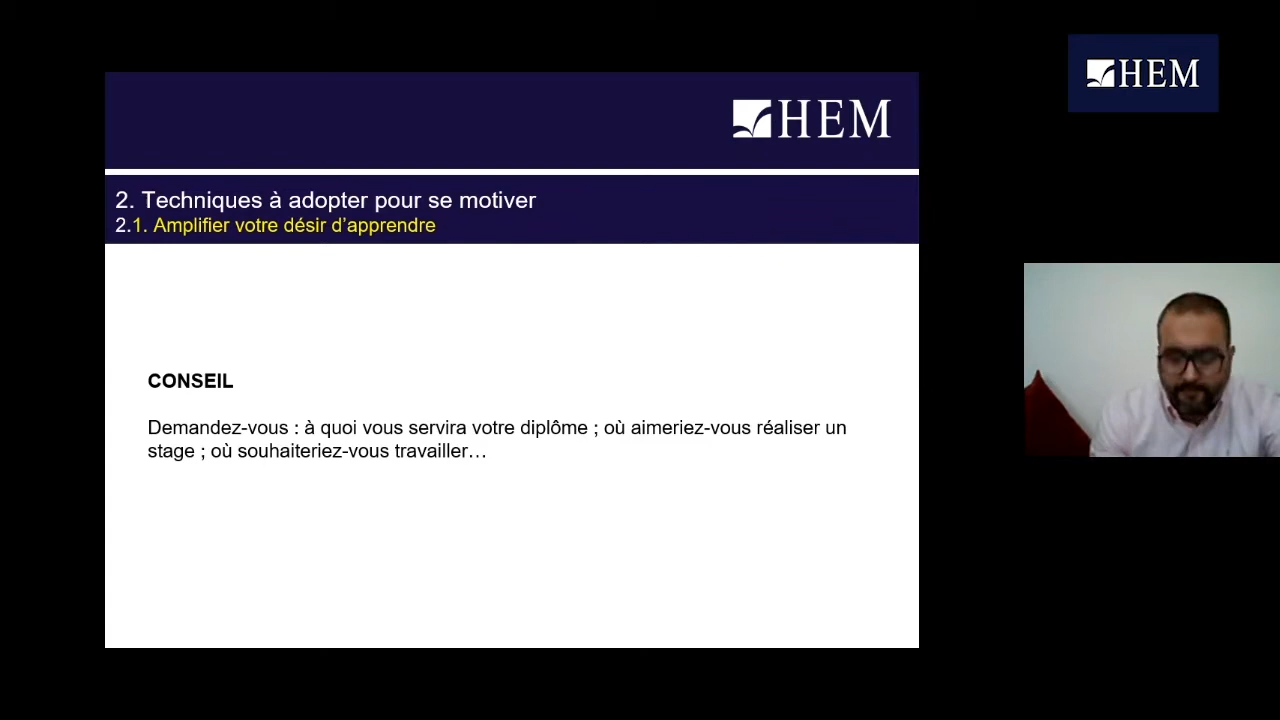 HEM
HEM
2. Techniques à adopter pour se motiver
2.1. Amplifier votre désir d’apprendre
CONSEIL
Demandez-vous : à quoi vous servira votre diplôme ; où aimeriez-vous réaliser un
stage ; où souhaiteriez-vous travailler…